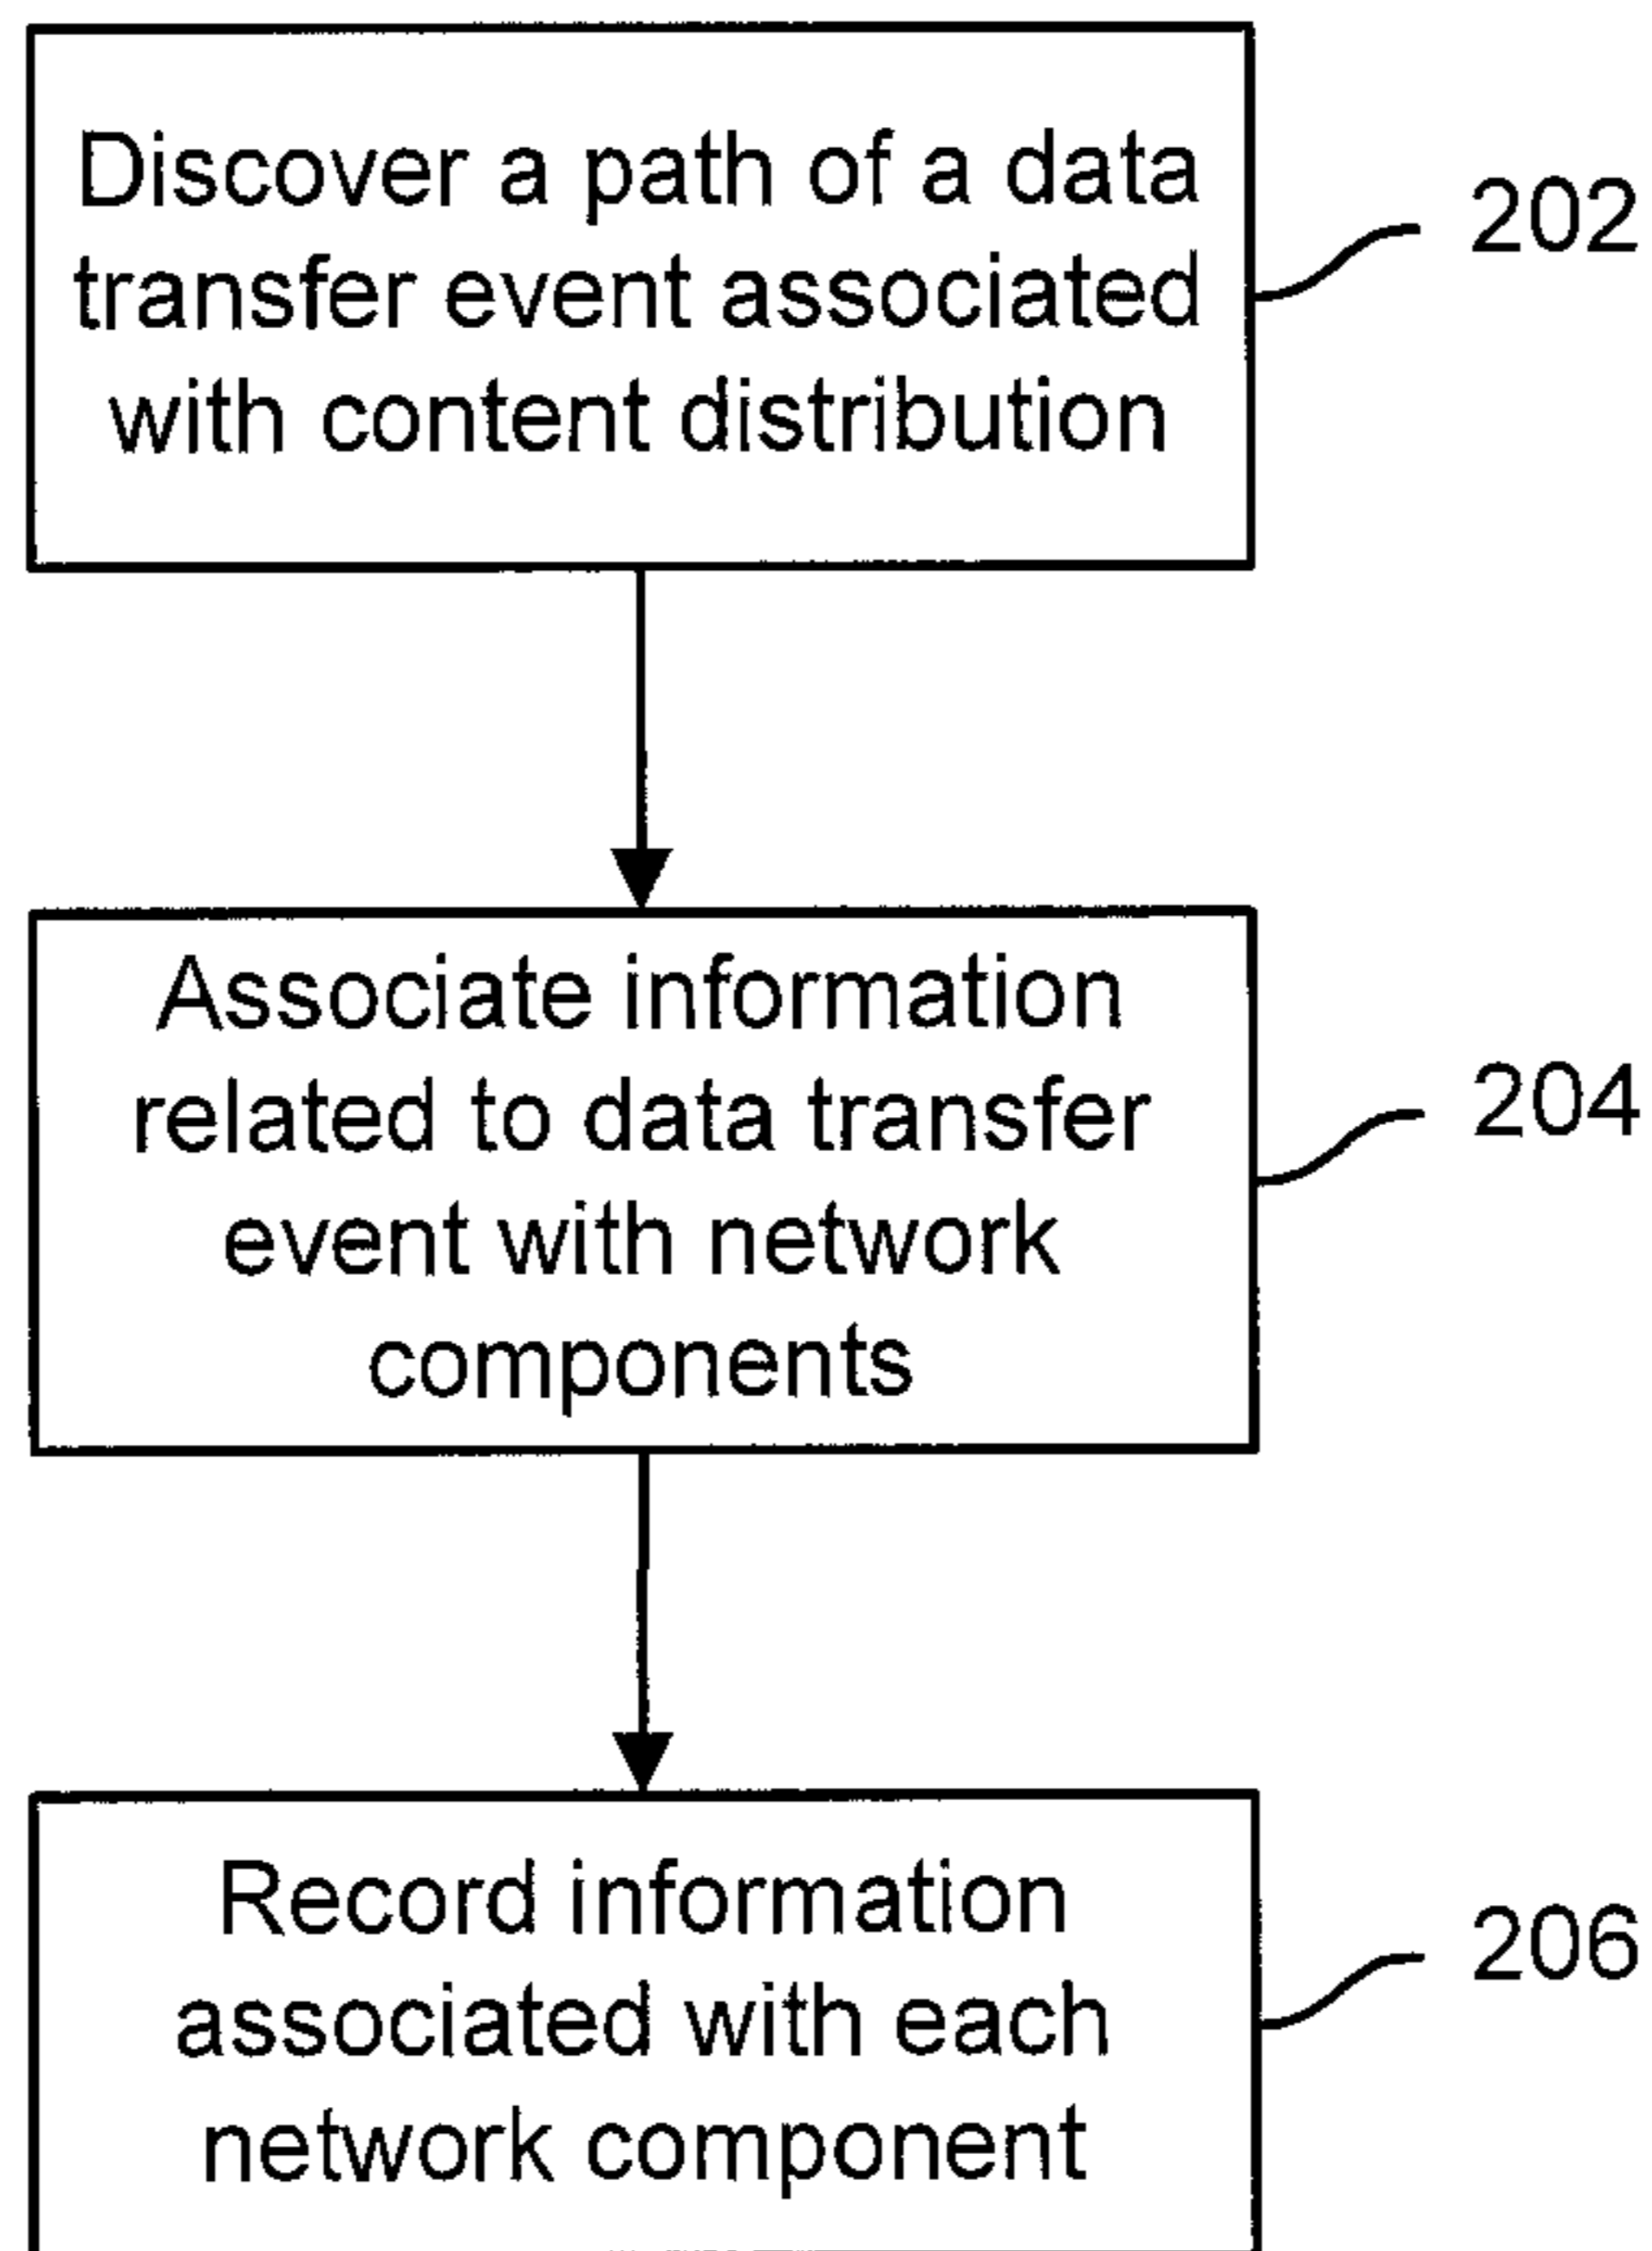 Discover a path of a data
transfer event associated
with content distribution
202
Associate information
related to data transfer
event with network
components
204
Record information
associated with each
network component
206